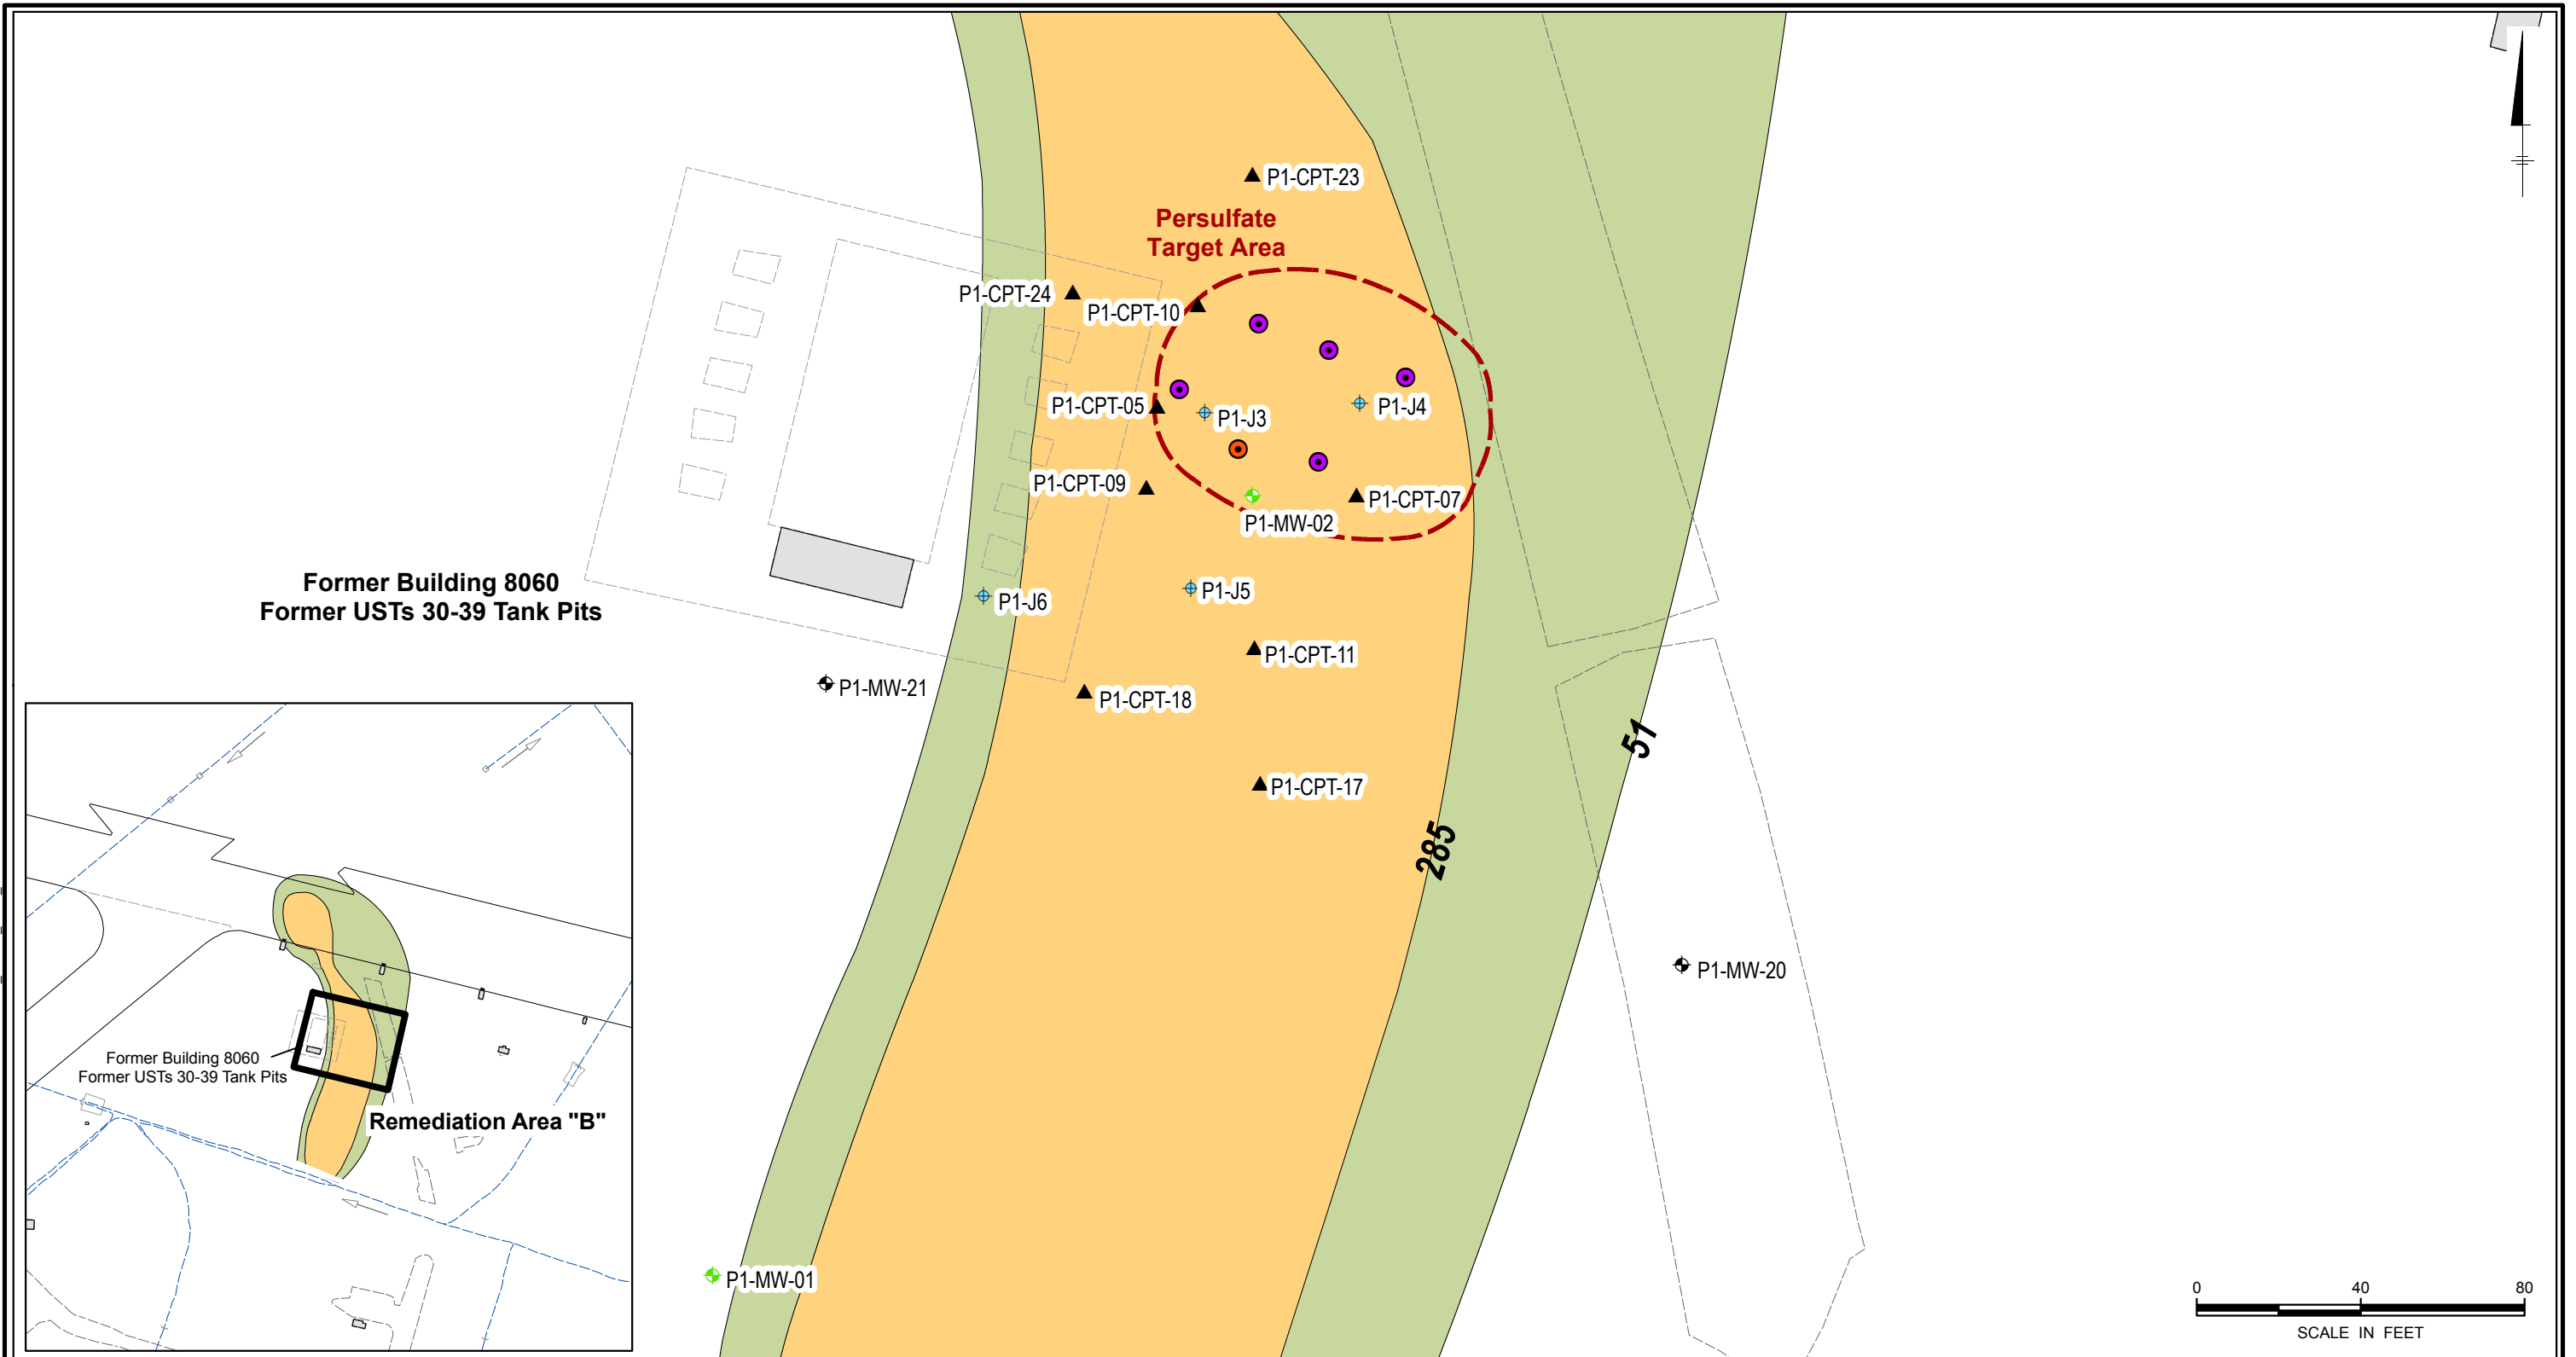 P1-CPT-23
Persulfate
Target Area
P1-CPT-24
P1-CPT-10
P1-CPT-05
P1-J3
P1-J4
P1-CPT-09
P1-CPT-07
P1-MW-02
Former Building 8060
Former USTs 30-39 Tank Pits
P1-J6
P1-J5
P1-CPT-11
P1-MW-21
P1-CPT-18
51
P1-CPT-17
285
P1-MW-20
Former Building 8060
Former USTs 30-39 Tank Pits
Remediation Area "B"
P1-MW-01
0 40 80
SCALE IN FEET